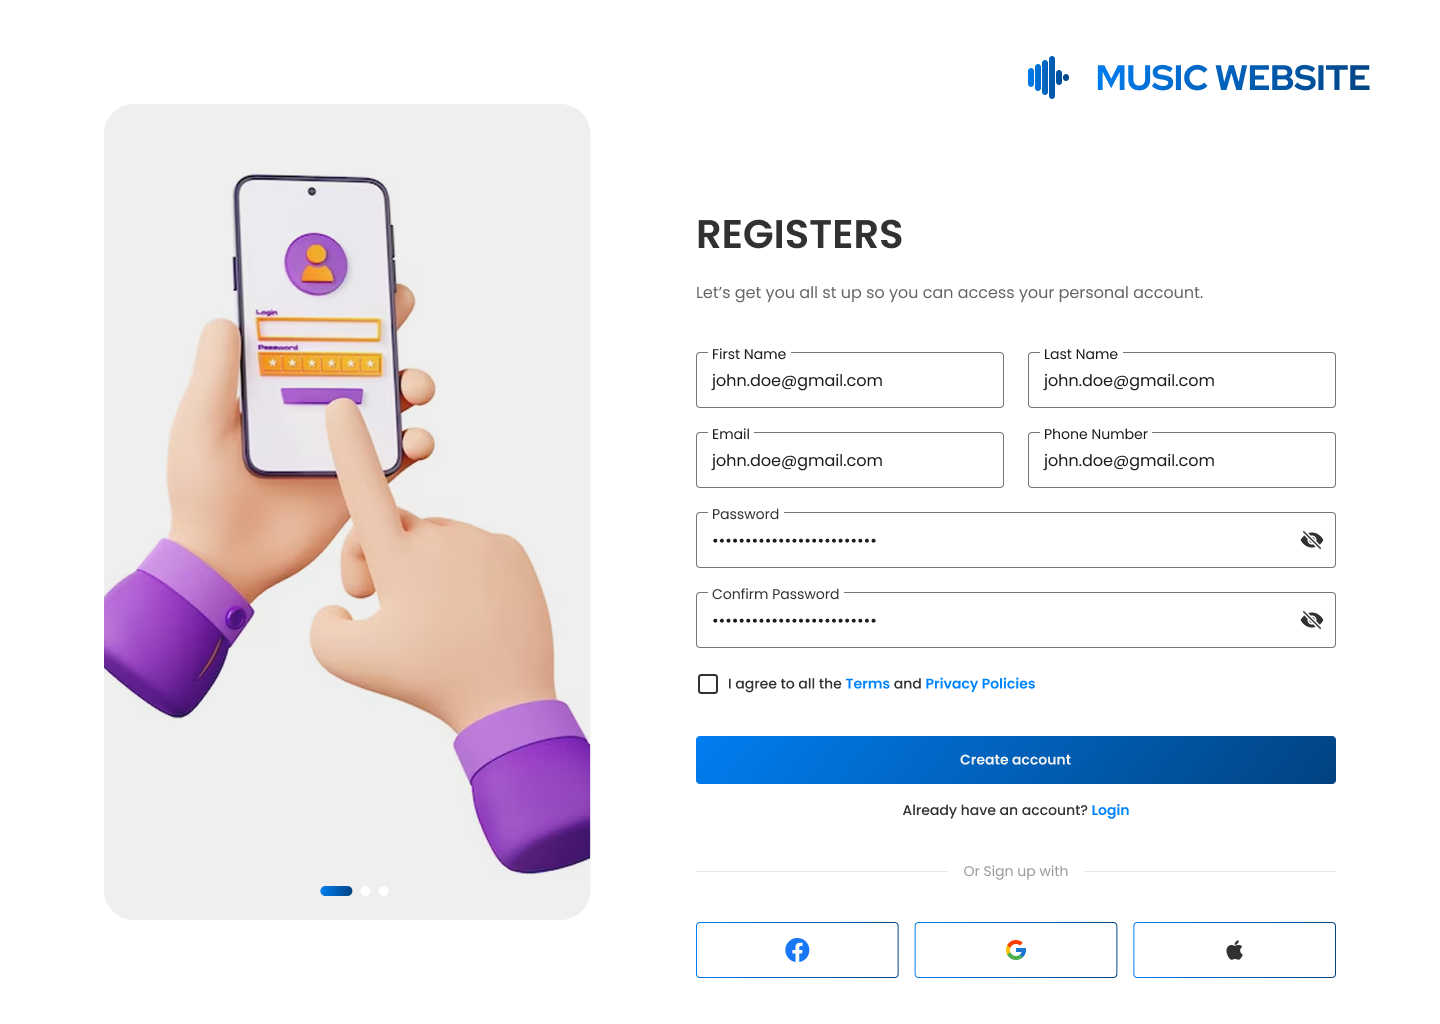 MUSIC WEBSITE
Login
Password
REGISTERS
Let’s get you all st up so you can access your personal account.
First Name
john.doe@gmail.com
Last Name
john.doe@gmail.com
Email
john.doe@gmail.com
Phone Number
john.doe@gmail.com
Password
•••••••••••••••••••••••••
Confirm Password
•••••••••••••••••••••••••
I agree to all the Terms and Privacy Policies
Create account
Already have an account? Login
Or Sign up with